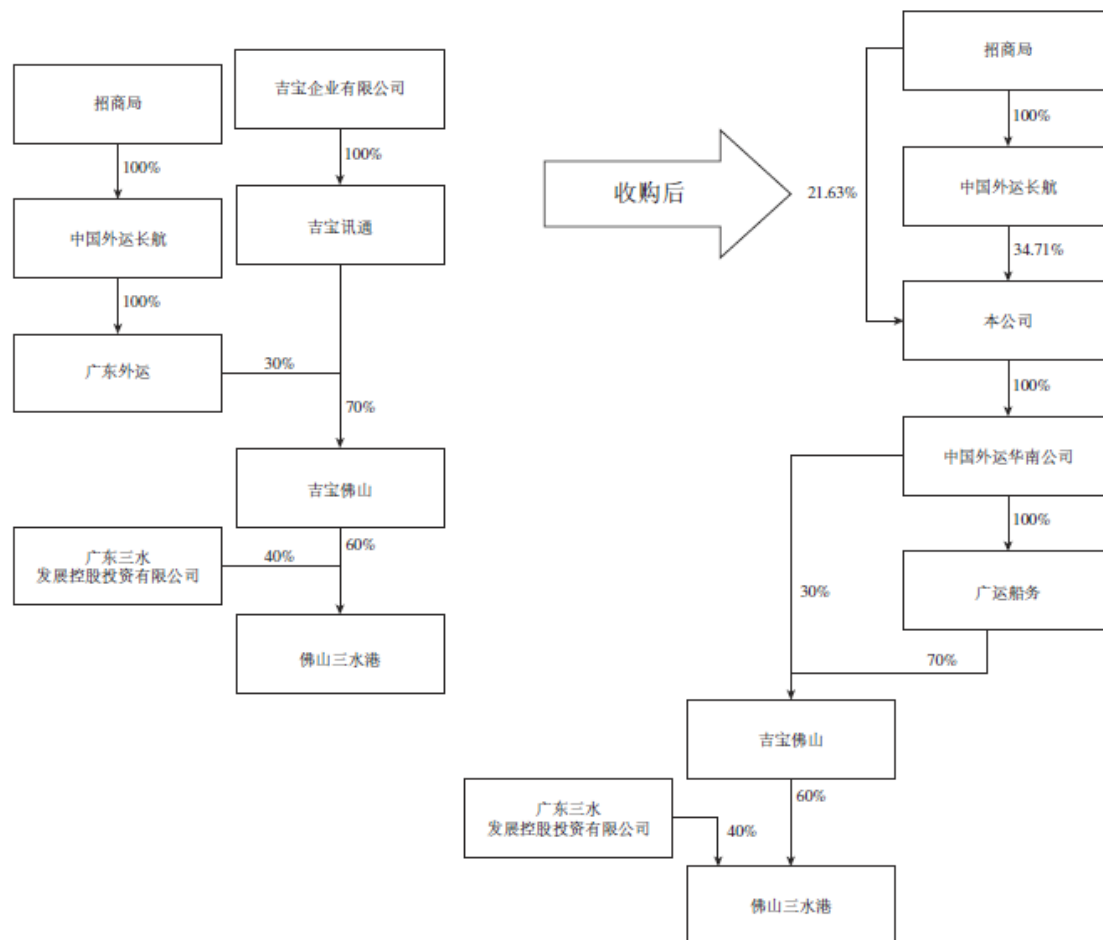 招商局
吉宝企业有限公司
100%
100%
中国外运长航
吉宝讯通
100%
广东外运
30%
70%
吉宝佛山
广东三水
发展控股投资有限公司
40%
60%
佛山三水港
收购后
招商局
100%
21.63%
中国外运长航
34.71%
本公司
100%
中国外运华南公司
100%
30%
广运船务
70%
吉宝佛山
60%
广东三水
发展控股投资有限公司
40%
佛山三水港